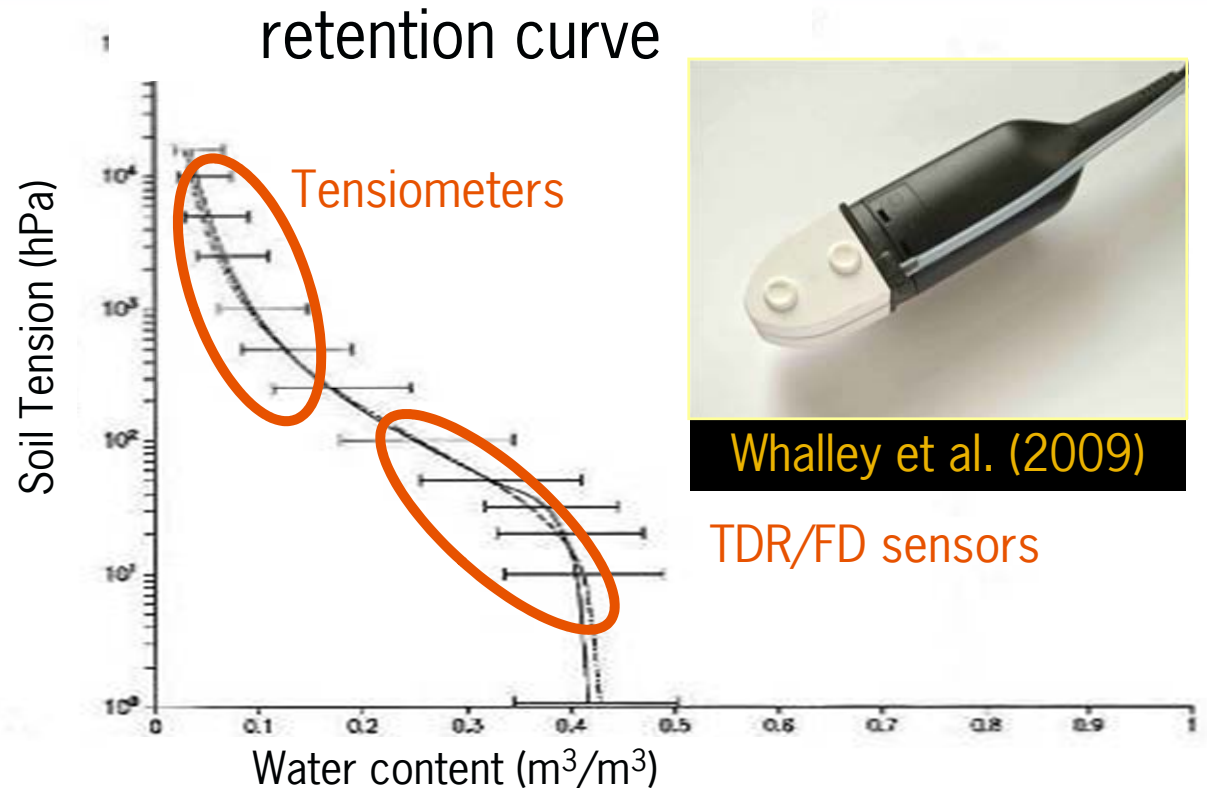 retention curve
Tensiometers
Whalley et al. (2009)
TDR/FD sensors
Soil Tension (hPa)
10⁴
10³
10²
10¹
10⁰
0 0.1 0.2 0.3 0.4 0.5 0.6 0.7 0.8 0.9 1
Water content (m³/m³)